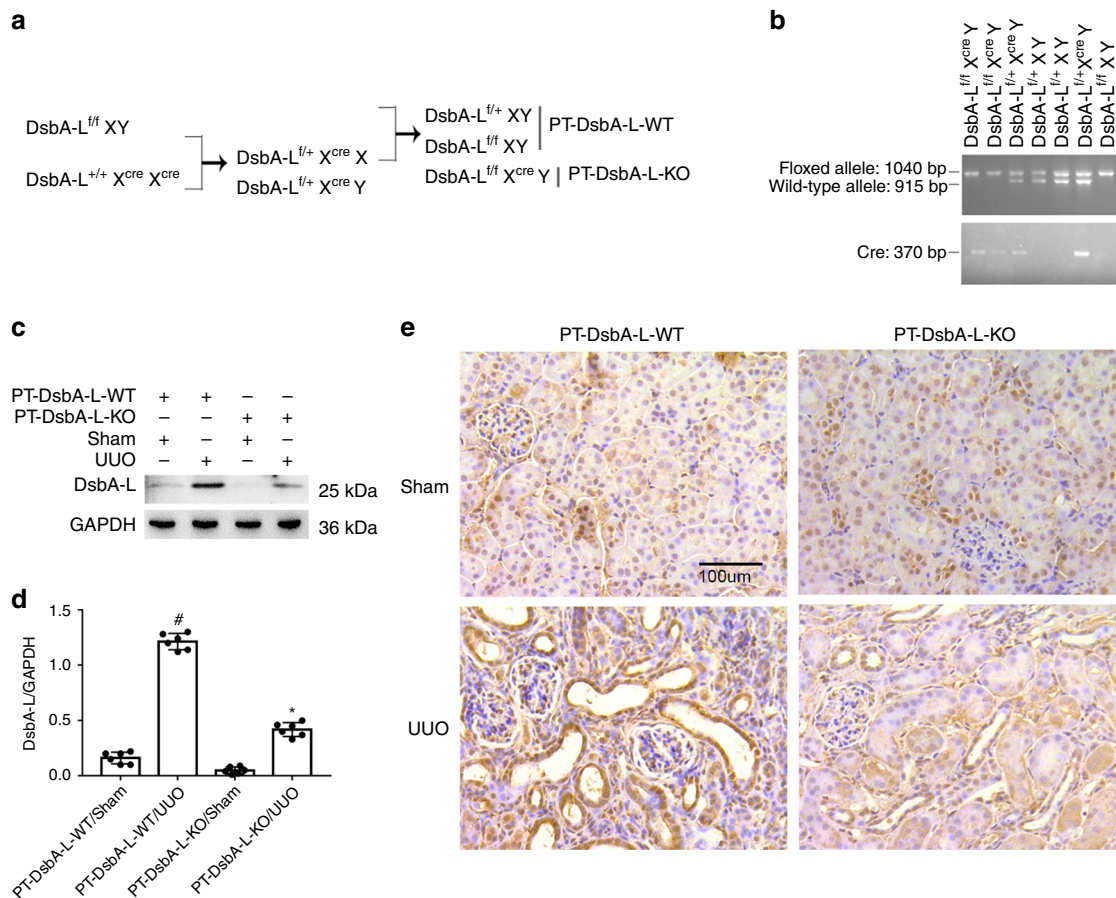 a
DsbA-L^f/f XY
DsbA-L^+/+ X^cre X^cre
DsbA-L^f/+ X^cre X
DsbA-L^f/+ X^cre Y
DsbA-L^f/+ XY
DsbA-L^f/f XY
PT-DsbA-L-WT
DsbA-L^f/f X^cre Y
PT-DsbA-L-KO
b
DsbA-L^f/f X^cre Y
DsbA-L^f/f X^cre Y
DsbA-L^f/+ X^cre Y
DsbA-L^f/+ X Y
DsbA-L^f/+ X Y
DsbA-L^f/+X^cre Y
DsbA-L^f/f X Y
Floxed allele: 1040 bp
Wild-type allele: 915 bp
Cre: 370 bp
c
PT-DsbA-L-WT + + − −
PT-DsbA-L-KO − − + +
Sham + − + −
UUO − + − +
DsbA-L 25 kDa
GAPDH 36 kDa
d
DsbA-L/GAPDH
1.5
1.0
0.5
0.0
#
*
PT-DsbA-L-WT/Sham
PT-DsbA-L-WT/UUO
PT-DsbA-L-KO/Sham
PT-DsbA-L-KO/UUO
e
PT-DsbA-L-WT PT-DsbA-L-KO
Sham
100um
UUO